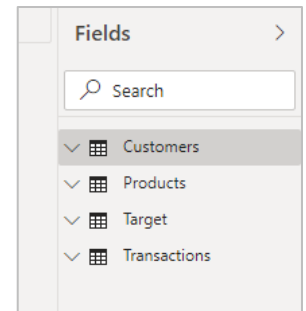 Fields
Search
Customers
Products
Target
Transactions